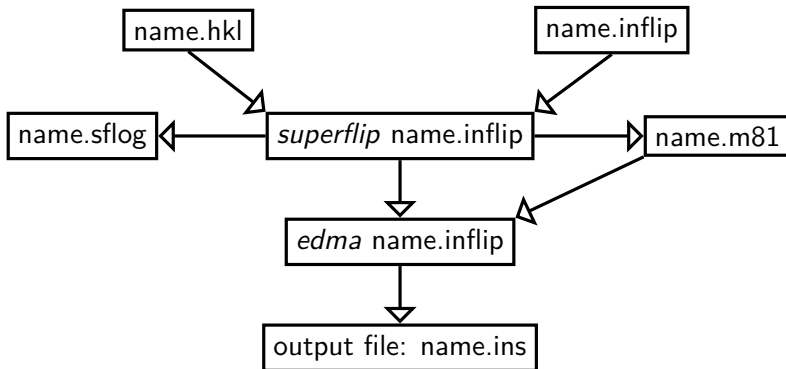 name.hkl
name.inflip
name.sflog
superflip name.inflip
name.m81
edma name.inflip
output file: name.ins